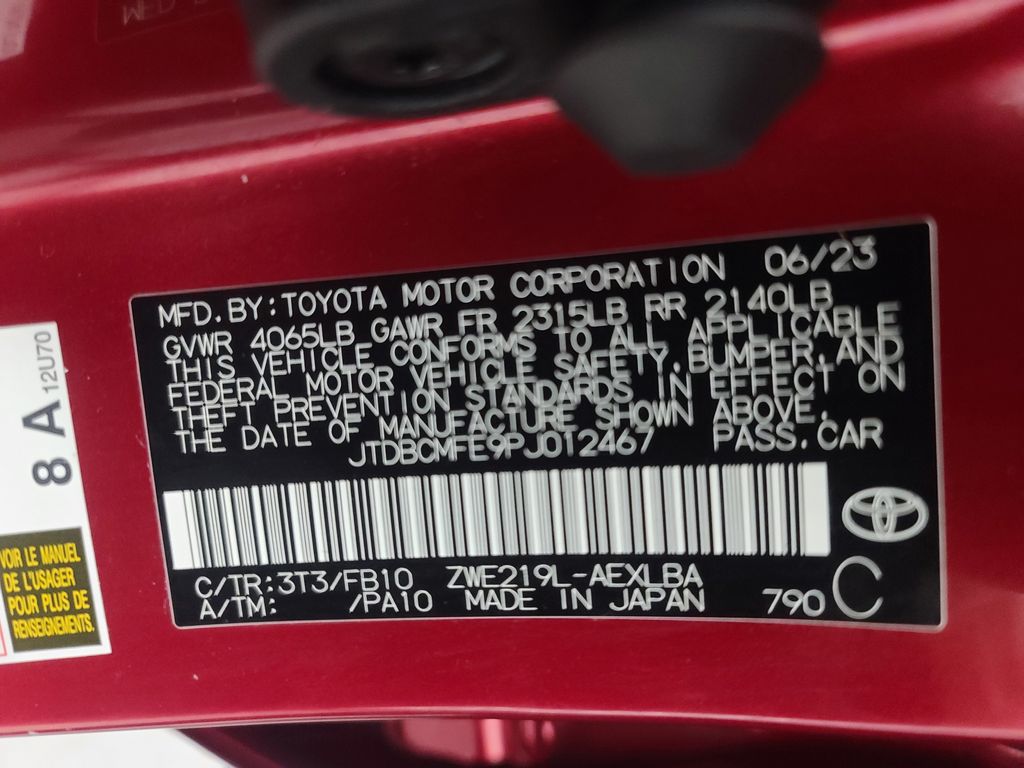 MFD. BY: TOYOTA MOTOR CORPORATION 06/23
GVWR 4065LB GAWR FR 2315LB RR 2140LB
THIS VEHICLE CONFORMS TO ALL APPLICABLE
FEDERAL MOTOR VEHICLE SAFETY, BUMPER, AND
THEFT PREVENTION STANDARDS IN EFFECT ON
THE DATE OF MANUFACTURE SHOWN ABOVE.
JTDBCMFE9PJ012467 PASS. CAR
C/TR: 3T3/FB10 ZWE219L-AEXLBA
A/TM: /PA10 MADE IN JAPAN 790 C
8 A 12U70
VOIR LE MANUEL
DE L'USAGER
POUR PLUS DE
RENSEIGNEMENTS.